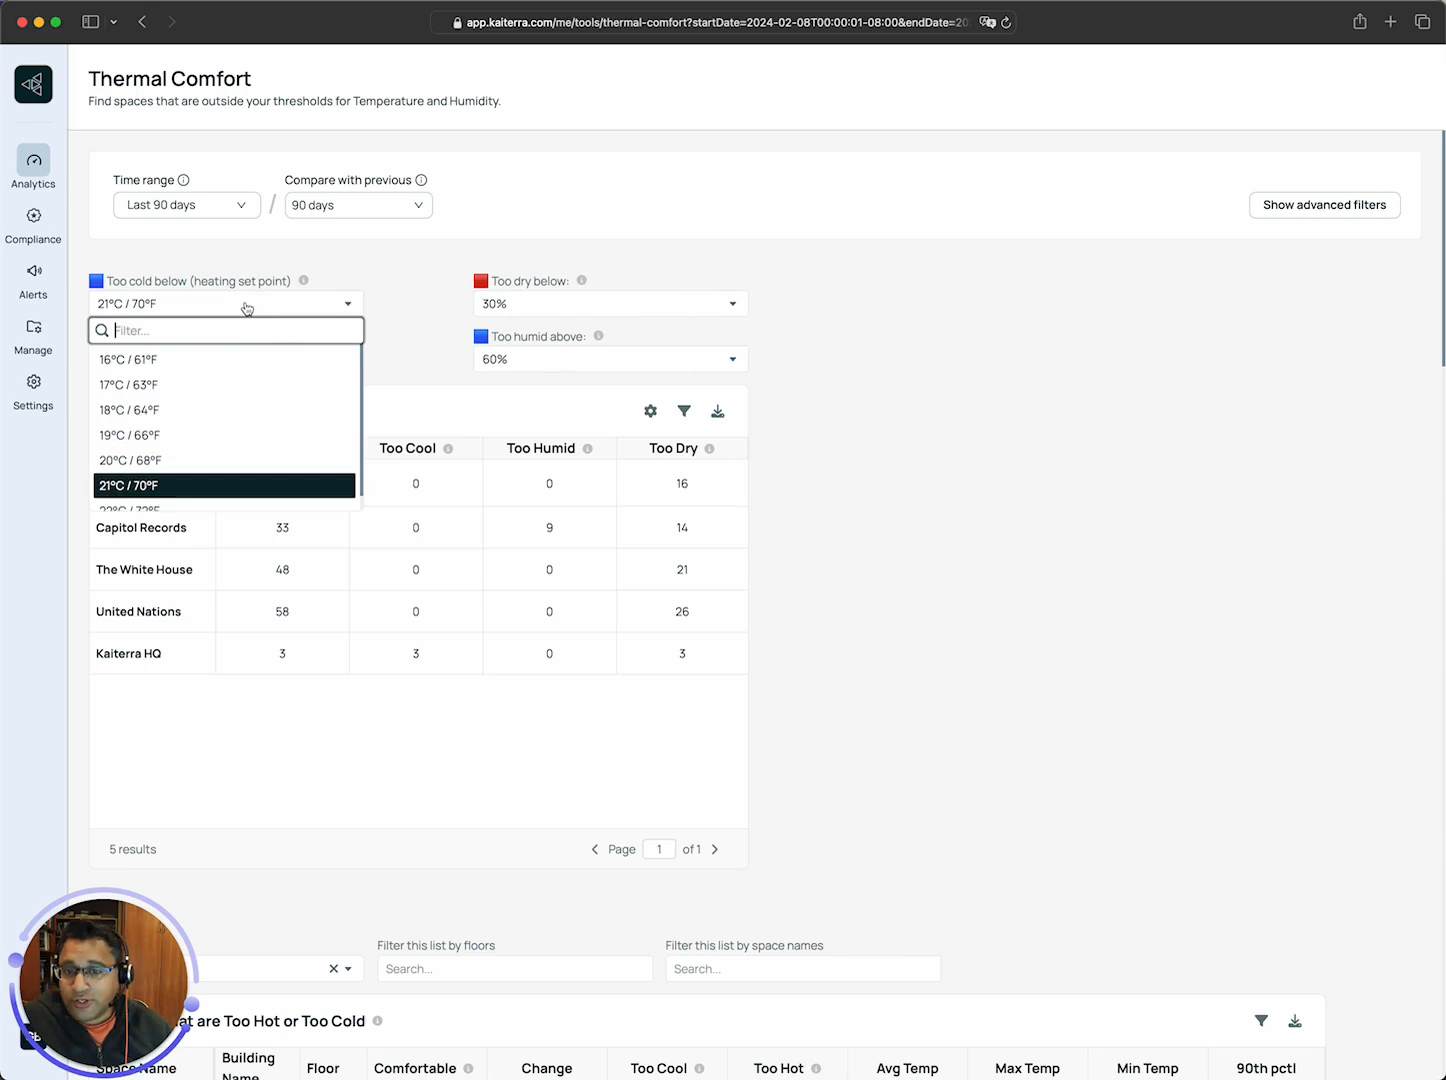 app.kaiterra.com/me/tools/thermal-comfort?startDate=2024-02-08T00:00:01-08:00&endDate=20
Thermal Comfort
Find spaces that are outside your thresholds for Temperature and Humidity.
Analytics
Compliance
Alerts
Manage
Settings
Time range
Compare with previous
Last 90 days
/
90 days
Show advanced filters
Too cold below (heating set point)
21°C / 70°F
Filter...
16°C / 61°F
17°C / 63°F
18°C / 64°F
19°C / 66°F
20°C / 68°F
21°C / 70°F
22°C / 72°F
Too dry below:
30%
Too humid above:
60%
Too Cool Too Humid Too Dry
0 0 16
Capitol Records 33 0 9 14
The White House 48 0 0 21
United Nations 58 0 0 26
Kaiterra HQ 3 3 0 3
5 results
Page 1 of 1
Filter this list by floors
Search...
Filter this list by space names
Search...
at are Too Hot or Too Cold
Space Name Building Name Floor Comfortable Change Too Cool Too Hot Avg Temp Max Temp Min Temp 90th pctl